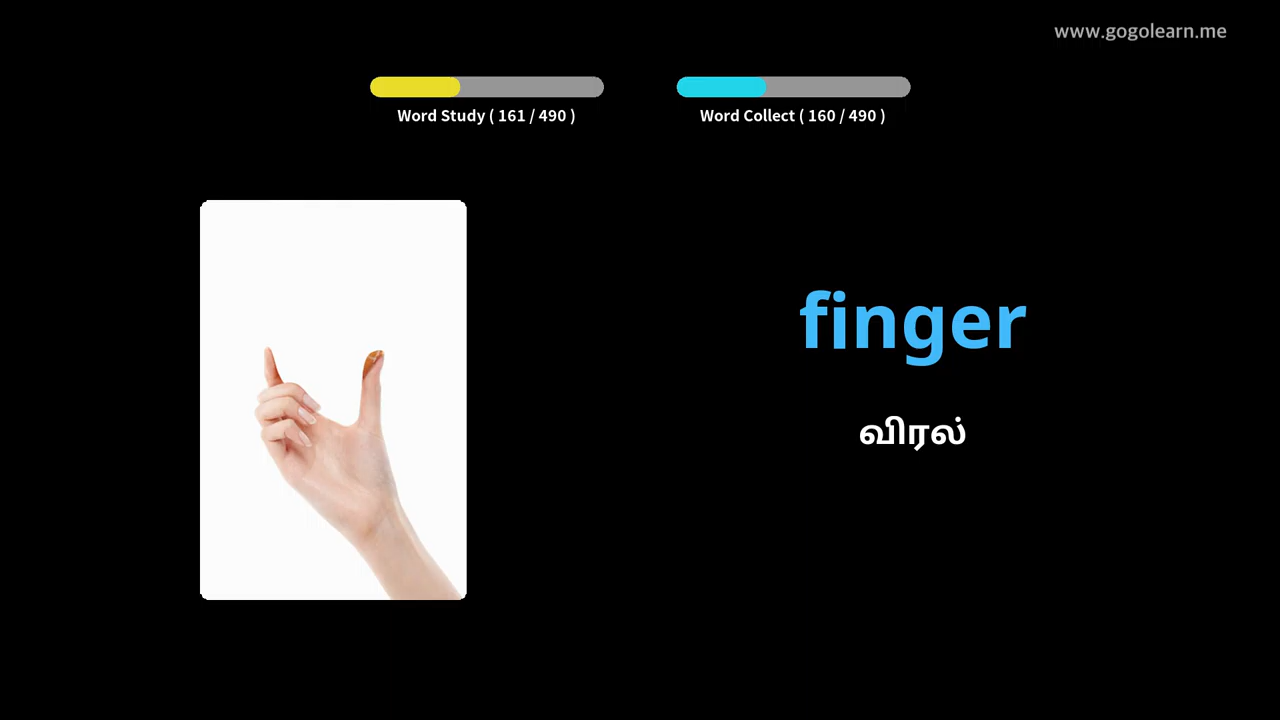 www.gogolearn.me
Word Study ( 161 / 490 )
Word Collect ( 160 / 490 )
finger
விரல்